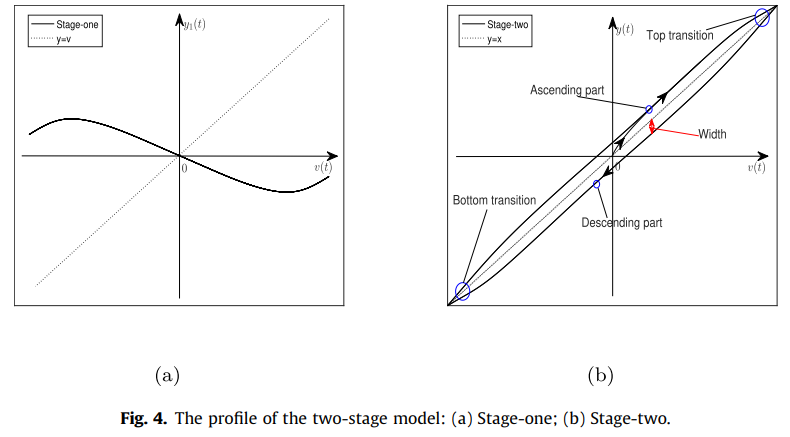 Stage-one
y=v
y₁(t)
v(t)
0
Stage-two
y=x
y(t)
Top transition
Ascending part
Width
0
v(t)
Bottom transition
Descending part
(a)
(b)
Fig. 4. The profile of the two-stage model: (a) Stage-one; (b) Stage-two.